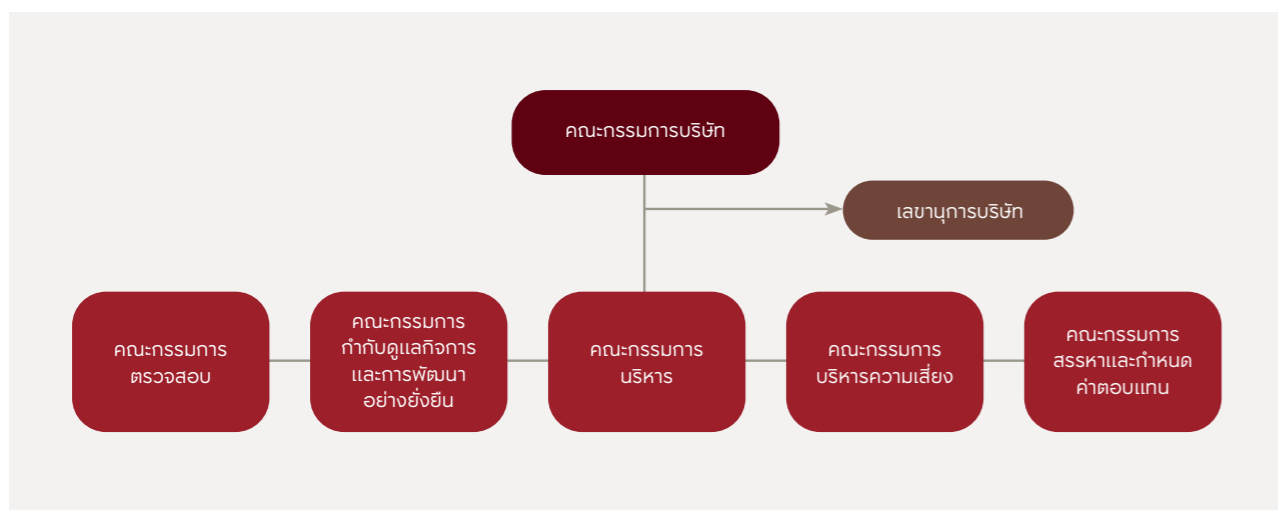 คณะกรรมการบริษัท
เลขานุการบริษัท
คณะกรรมการ
ตรวจสอบ
คณะกรรมการ
กำกับดูแลกิจการ
และการพัฒนา
อย่างยั่งยืน
คณะกรรมการ
นริหาร
คณะกรรมการ
บริหารความเสี่ยง
คณะกรรมการ
สรรหาและกำหนด
ค่าตอบแทน